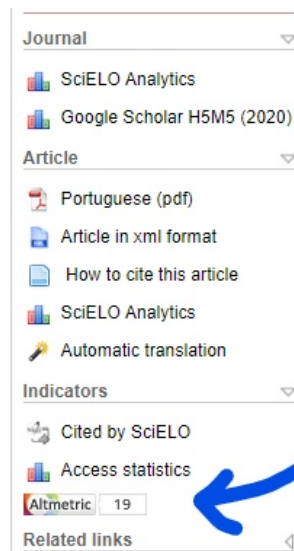 Journal
SciELO Analytics
Google Scholar H5M5 (2020)
Article
Portuguese (pdf)
Article in xml format
How to cite this article
SciELO Analytics
Automatic translation
Indicators
Cited by SciELO
Access statistics
Altmetric 19
Related links